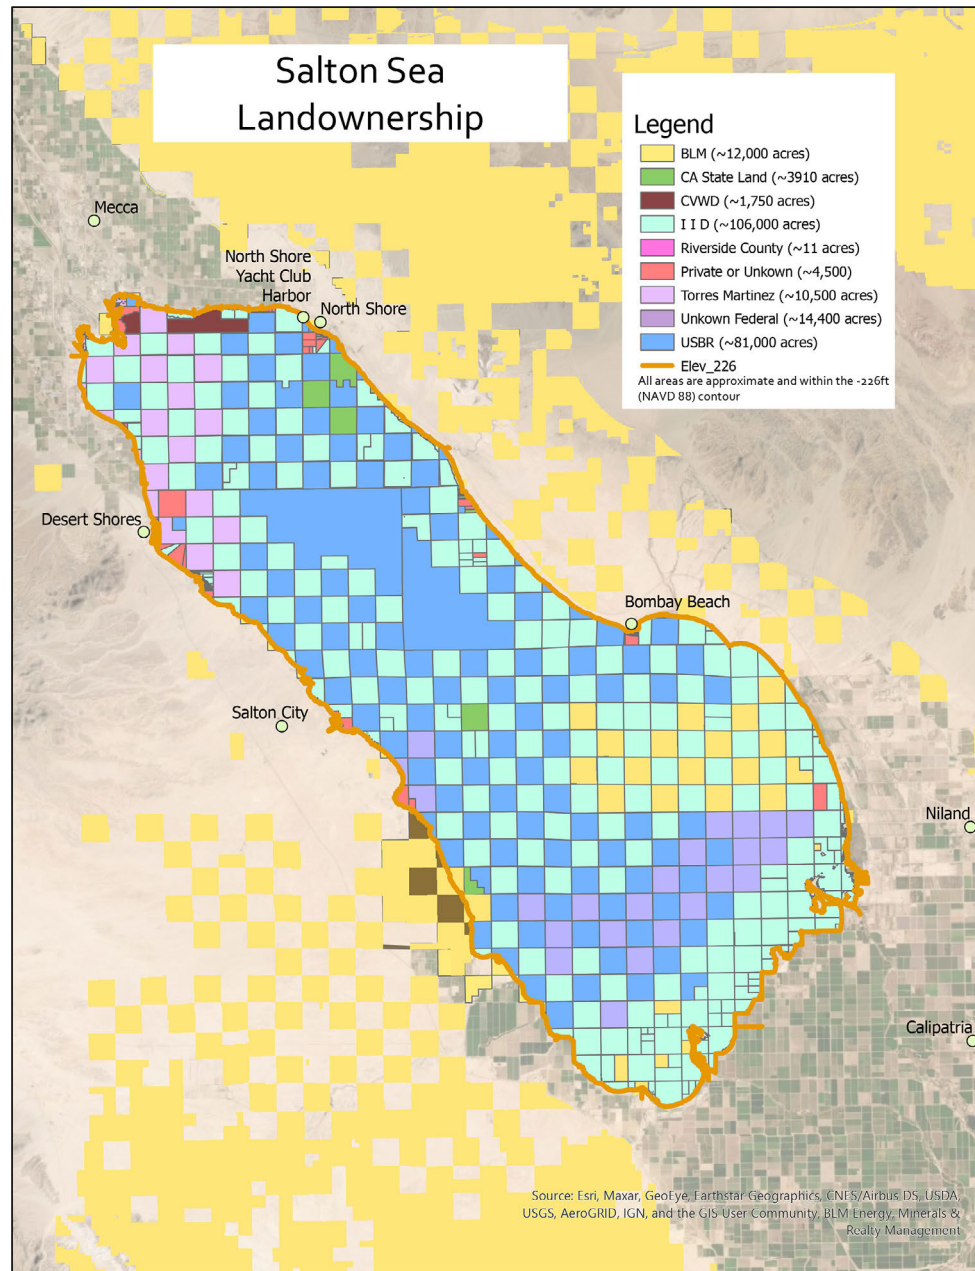 Salton Sea
Landownership
Legend
BLM (~12,000 acres)
CA State Land (~3910 acres)
CVWD (~1,750 acres)
I I D (~106,000 acres)
Riverside County (~11 acres)
Private or Unkown (~4,500)
Torres Martinez (~10,500 acres)
Unkown Federal (~14,400 acres)
USBR (~81,000 acres)
Elev_226
All areas are approximate and within the -226ft
(NAVD 88) contour
Mecca
North Shore
Yacht Club
Harbor
North Shore
Desert Shores
Bombay Beach
Salton City
Niland
Calipatria
Source: Esri, Maxar, GeoEye, Earthstar Geographics, CNES/Airbus DS, USDA,
USGS, AeroGRID, IGN, and the GIS User Community, BLM Energy, Minerals &
Realty Management